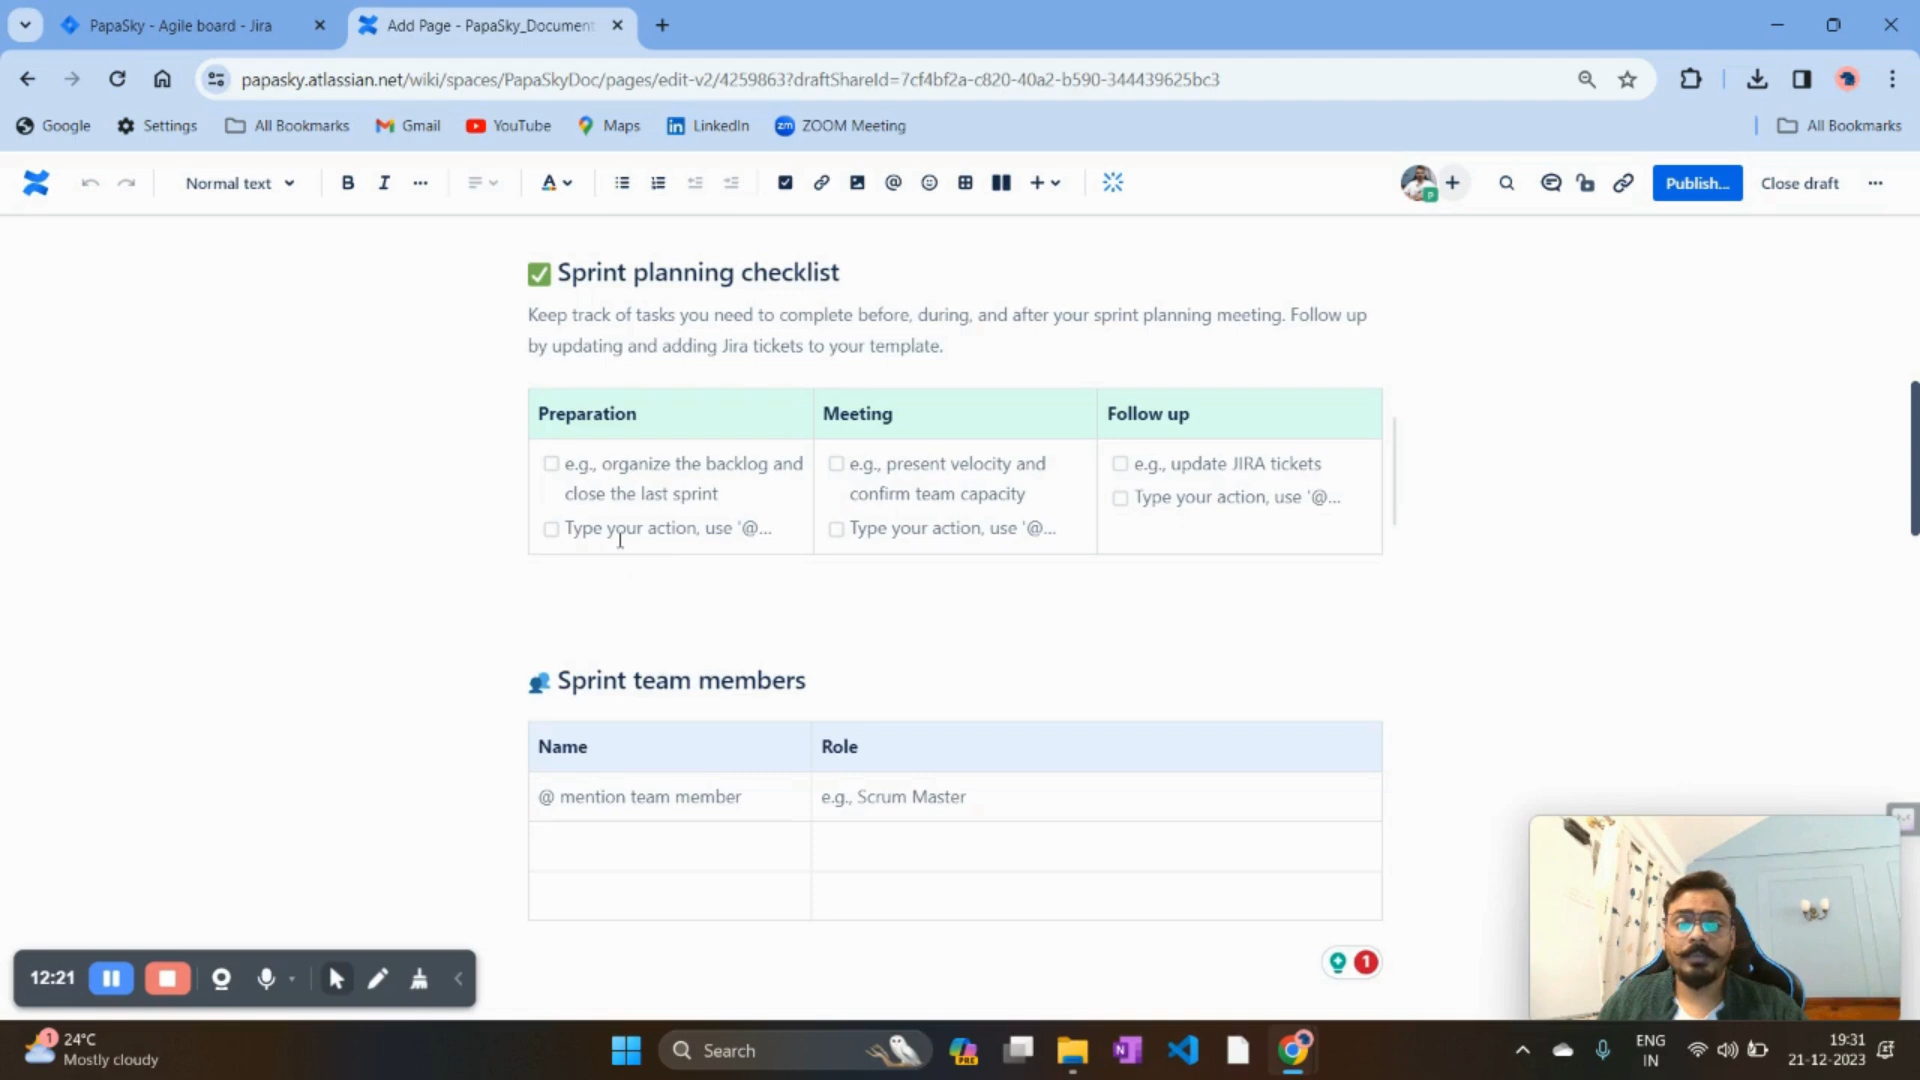 PapaSky - Agile board - Jira
Add Page - PapaSky_Document
papasky.atlassian.net/wiki/spaces/PapaSkyDoc/pages/edit-v2/4259863?draftShareId=7cf4bf2a-c820-40a2-b590-344439625bc3
Google
Settings
All Bookmarks
Gmail
YouTube
Maps
LinkedIn
zm
ZOOM Meeting
All Bookmarks
Normal text
B
I
A
P
Publish...
Close draft
Sprint planning checklist
Keep track of tasks you need to complete before, during, and after your sprint planning meeting. Follow up
by updating and adding Jira tickets to your template.
Preparation
Meeting
Follow up
e.g., organize the backlog and
close the last sprint
Type your action, use '@...
e.g., present velocity and
confirm team capacity
Type your action, use '@...
e.g., update JIRA tickets
Type your action, use '@...
Sprint team members
Name
Role
@ mention team member
e.g., Scrum Master
1
12:21
1
24°C
Mostly cloudy
Search
PRE
N
ENG
IN
19:31
21-12-2023